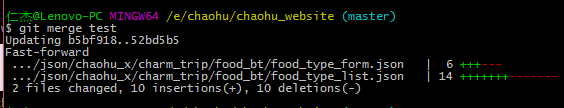 仁杰@Lenovo-PC MINGW64 /e/chaohu/chaohu_website (master)
$ git merge test
Updating b5bf918..52bd5b5
Fast-forward
 .../json/chaohu_x/charm_trip/food_bt/food_type_form.json   |  6 +++---
 .../json/chaohu_x/charm_trip/food_bt/food_type_list.json   | 14 +++++++-------
 2 files changed, 10 insertions(+), 10 deletions(-)